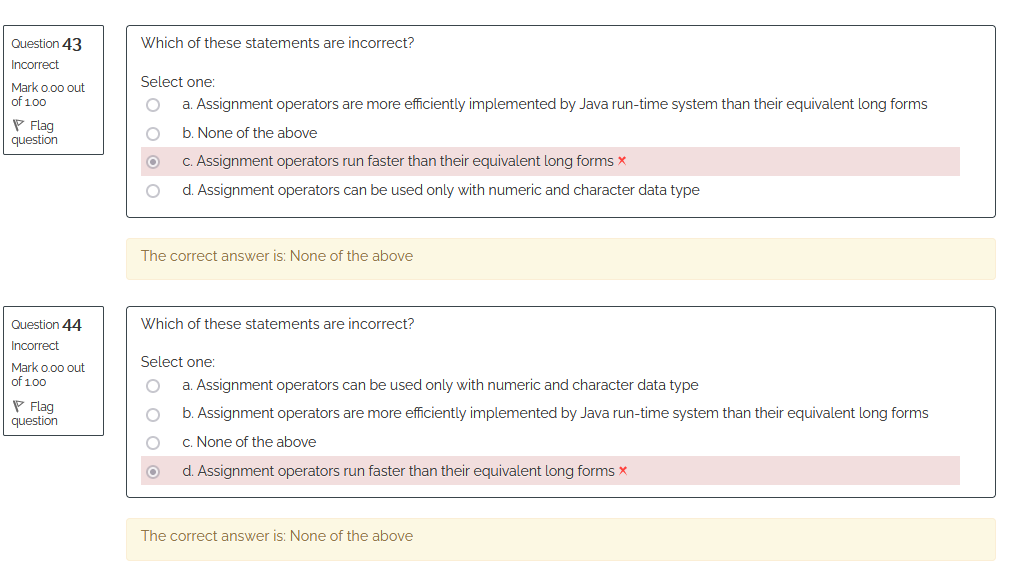 Question 43
Incorrect
Mark 0.00 out
of 1.00
Flag
question
Which of these statements are incorrect?
Select one:
a. Assignment operators are more efficiently implemented by Java run-time system than their equivalent long forms
b. None of the above
c. Assignment operators run faster than their equivalent long forms
d. Assignment operators can be used only with numeric and character data type
The correct answer is: None of the above
Question 44
Incorrect
Mark 0.00 out
of 1.00
Flag
question
Which of these statements are incorrect?
Select one:
a. Assignment operators can be used only with numeric and character data type
b. Assignment operators are more efficiently implemented by Java run-time system than their equivalent long forms
c. None of the above
d. Assignment operators run faster than their equivalent long forms
The correct answer is: None of the above